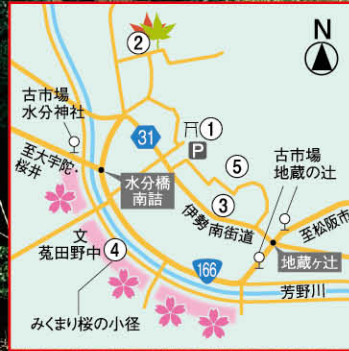 N
②
古市場
水分神社
31
①
P
⑤
古市場
地蔵の辻
至大宇陀・
桜井
水分橋
南詰
③
伊勢南街道
至松阪市
文
菟田野中
④
地蔵ヶ辻
166
芳野川
みくまり桜の小径